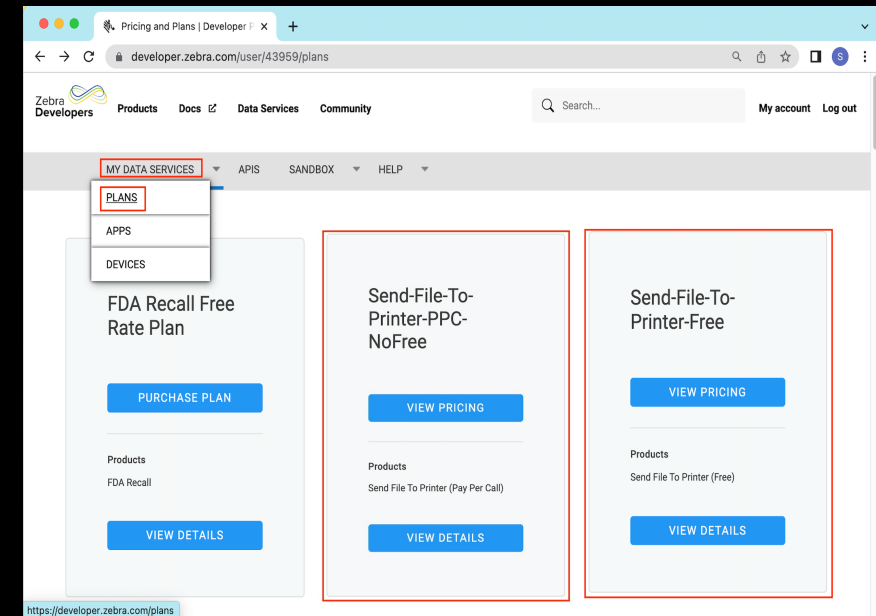 Pricing and Plans | Developer P
developer.zebra.com/user/43959/plans
S
Zebra
Developers
Products
Docs
Data Services
Community
Search...
My account
Log out
MY DATA SERVICES
APIS
SANDBOX
HELP
PLANS
APPS
DEVICES
FDA Recall Free
Rate Plan
PURCHASE PLAN
Products
FDA Recall
VIEW DETAILS
Send-File-To-
Printer-PPC-
NoFree
VIEW PRICING
Products
Send File To Printer (Pay Per Call)
VIEW DETAILS
Send-File-To-
Printer-Free
VIEW PRICING
Products
Send File To Printer (Free)
VIEW DETAILS
https://developer.zebra.com/plans